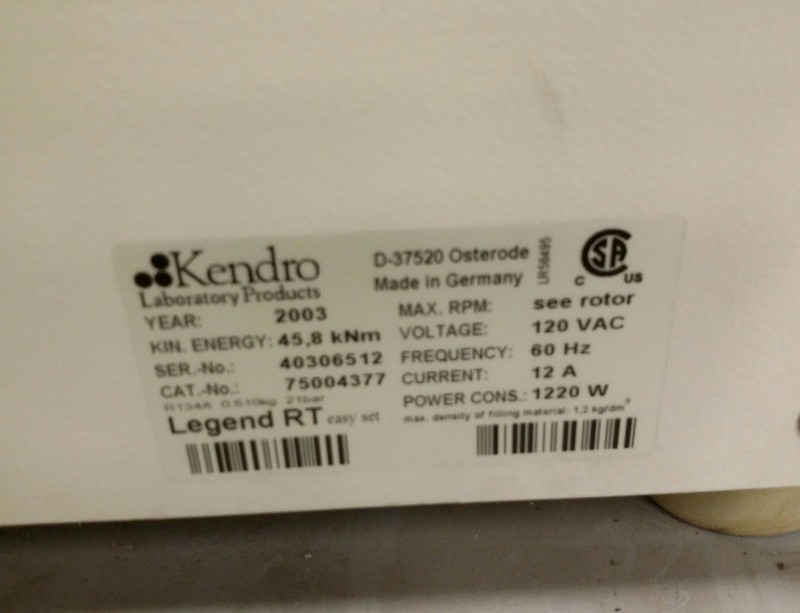 Kendro
Laboratory Products
D-37520 Osterode
Made in Germany
LR56495
C US
YEAR: 2003
KIN. ENERGY: 45,8 kNm
SER.-No.: 40306512
CAT.-No.: 75004377
R134A 0.510kg 21bar
Legend RT easy set
MAX. RPM: see rotor
VOLTAGE: 120 VAC
FREQUENCY: 60 Hz
CURRENT: 12 A
POWER CONS.: 1220 W
max. density of filling material: 1,2 kg/dm³